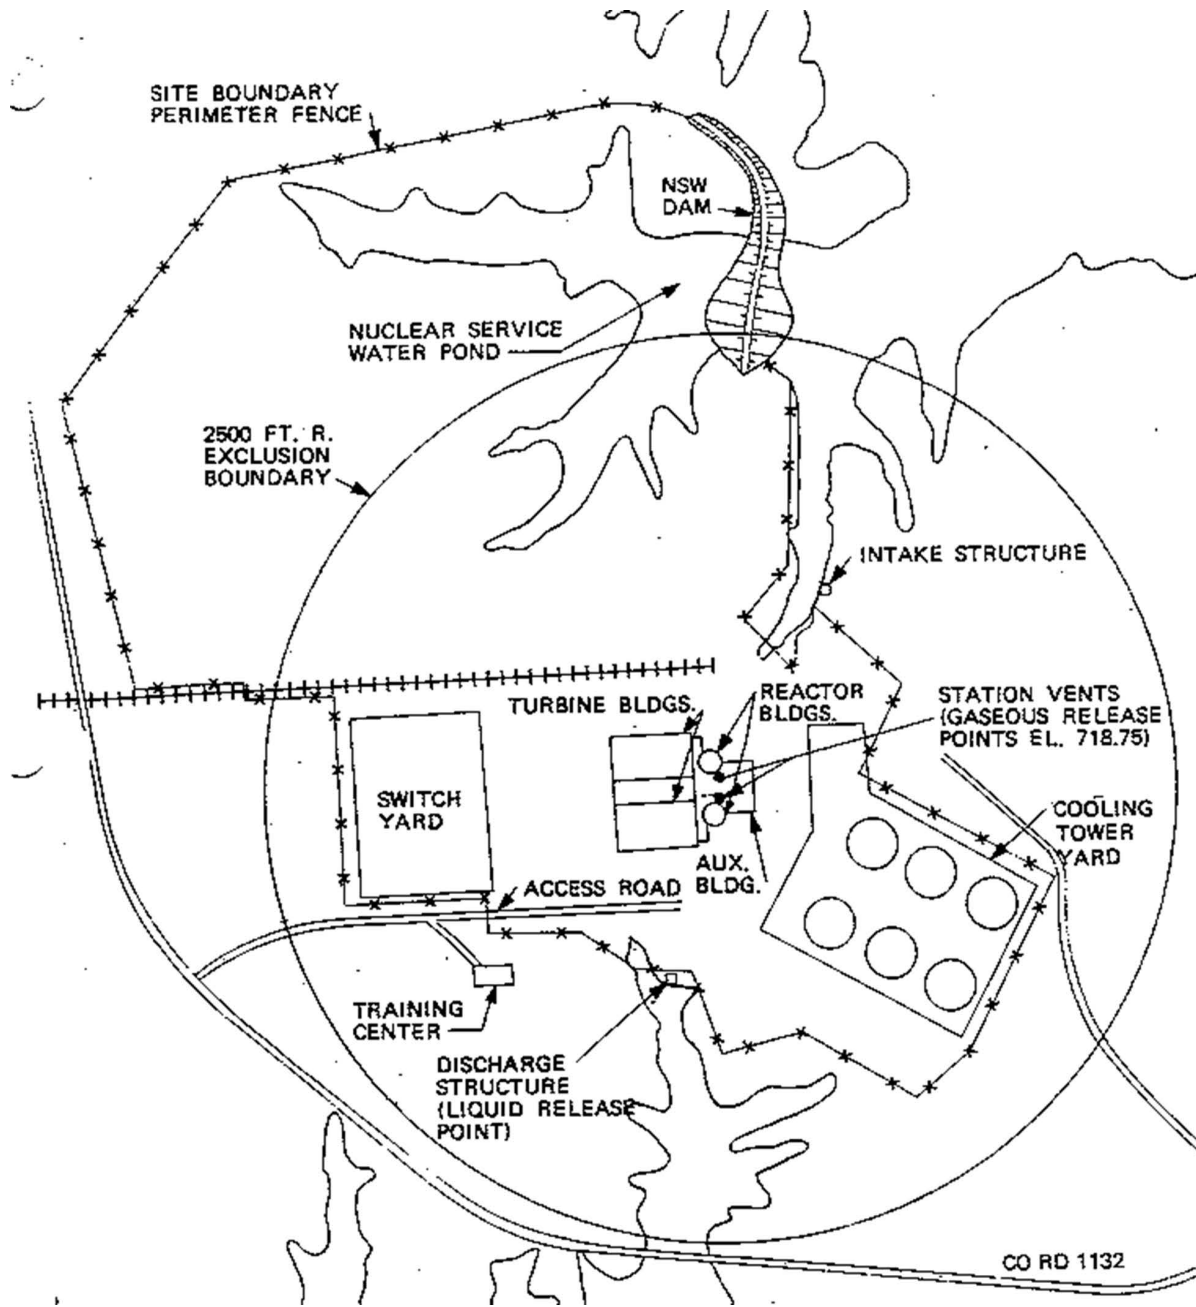 SITE BOUNDARY
PERIMETER FENCE
NSW
DAM
NUCLEAR SERVICE
WATER POND
2500 FT. R.
EXCLUSION
BOUNDARY
INTAKE STRUCTURE
TURBINE BLDGS.
REACTOR
BLDGS.
STATION VENTS
(GASEOUS RELEASE
POINTS EL. 718.75)
SWITCH
YARD
COOLING
TOWER
YARD
AUX.
BLDG.
ACCESS ROAD
TRAINING
CENTER
DISCHARGE
STRUCTURE
(LIQUID RELEASE
POINT)
CO RD 1132